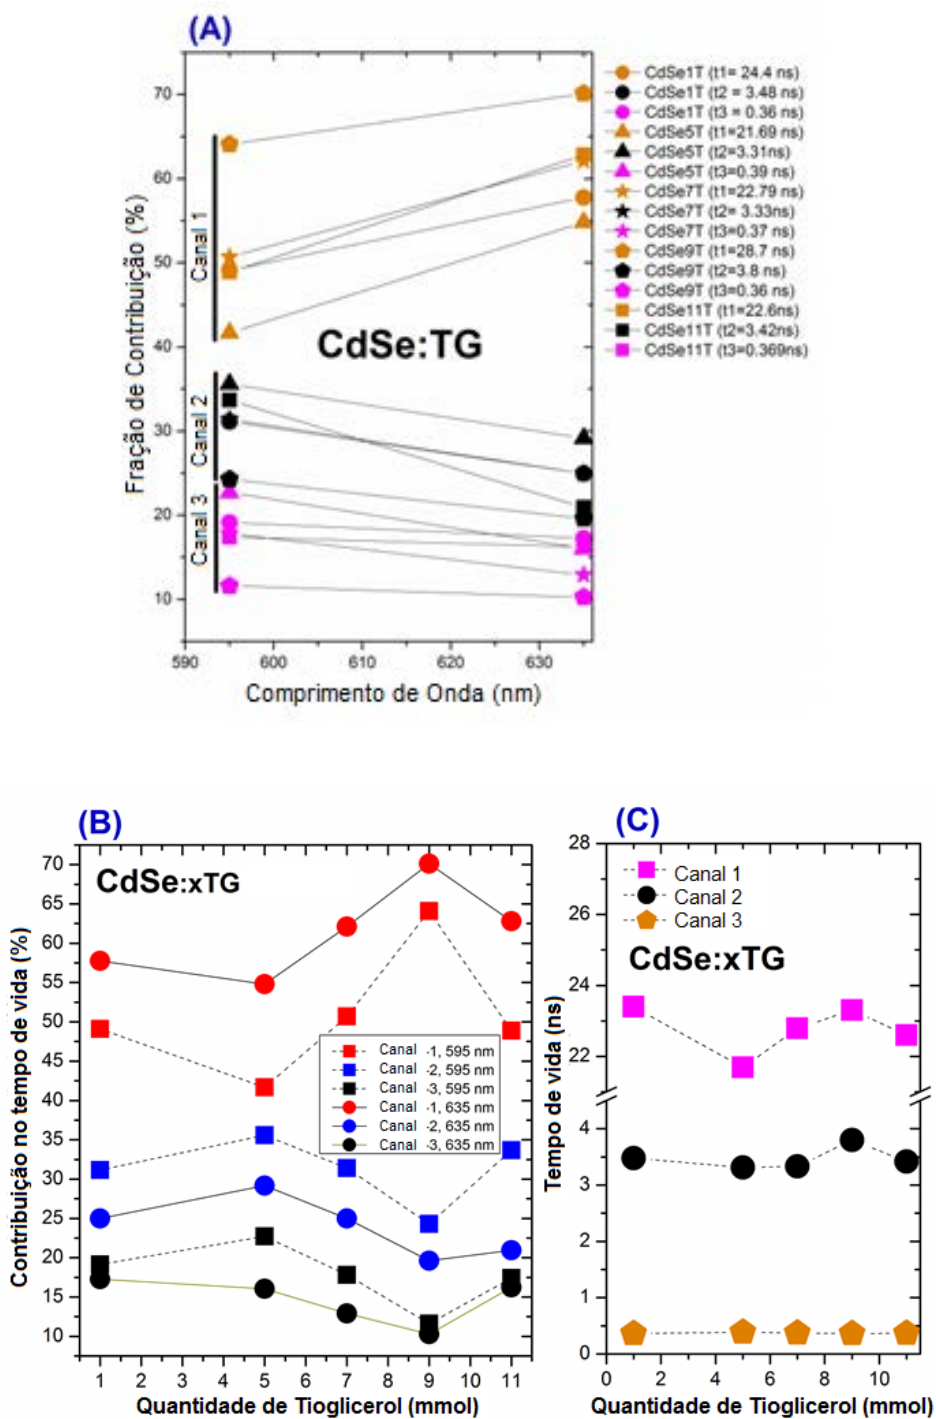 (A)
Fração de Contribuição (%)
70
60
50
40
30
20
10
Canal 1
Canal 2
Canal 3
CdSe:TG
590
600
610
620
630
Comprimento de Onda (nm)
CdSe1T (t1= 24.4 ns)
CdSe1T (t2 = 3.48 ns)
CdSe1T (t3 = 0.36 ns)
CdSe5T (t1=21.69 ns)
CdSe5T (t2=3.31ns)
CdSe5T (t3=0.39 ns)
CdSe7T (t1=22.79 ns)
CdSe7T (t2= 3.33ns)
CdSe7T (t3=0.37 ns)
CdSe9T (t1=28.7 ns)
CdSe9T (t2=3.8 ns)
CdSe9T (t3=0.36 ns)
CdSe11T (t1=22.6ns)
CdSe11T (t2=3.42ns)
CdSe11T (t3=0.369ns)
(B)
Contribuição no tempo de vida (%)
70
65
60
55
50
45
40
35
30
25
20
15
10
CdSe:xTG
Canal -1, 595 nm
Canal -2, 595 nm
Canal -3, 595 nm
Canal -1, 635 nm
Canal -2, 635 nm
Canal -3, 635 nm
1 2 3 4 5 6 7 8 9 10 11
Quantidade de Tioglicerol (mmol)
(C)
Tempo de vida (ns)
28
26
24
22
4
3
2
1
0
Canal 1
Canal 2
Canal 3
CdSe:xTG
0 2 4 6 8 10
Quantidade de Tioglicerol (mmol)